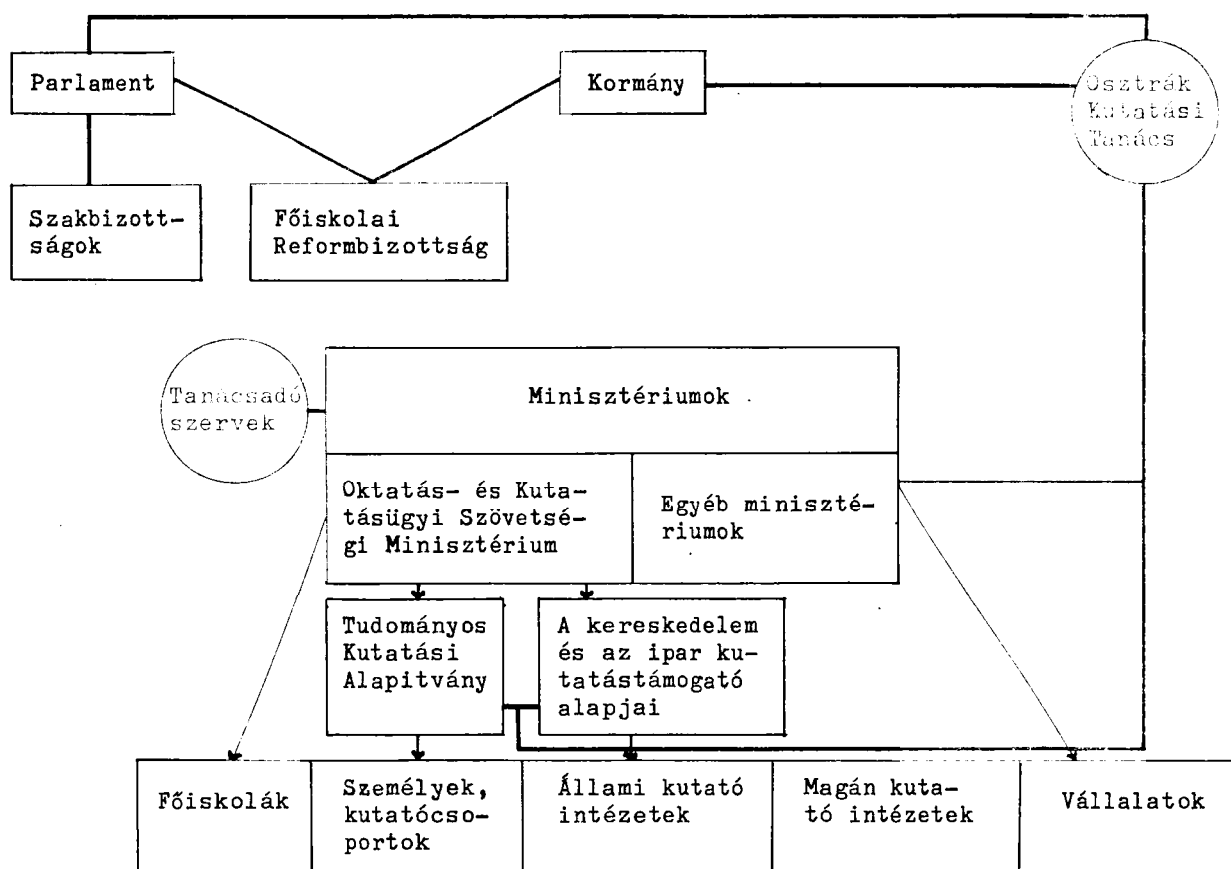 Parlament
Kormány
Osztrák
Kutatási
Tanács
Szakbizott-
ságok
Főiskolai
Reformbizottság
Tanácsadó
szervek
Minisztériumok
Oktatás- és Kuta-
tásügyi Szövetsé-
gi Minisztérium
Egyéb miniszté-
riumok
Tudományos
Kutatási
Alapitvány
A kereskedelem
és az ipar ku-
tatástámogató
alapjai
Főiskolák
Személyek,
kutatócso-
portok
Állami kutató
intézetek
Magán kuta-
tó intézetek
Vállalatok